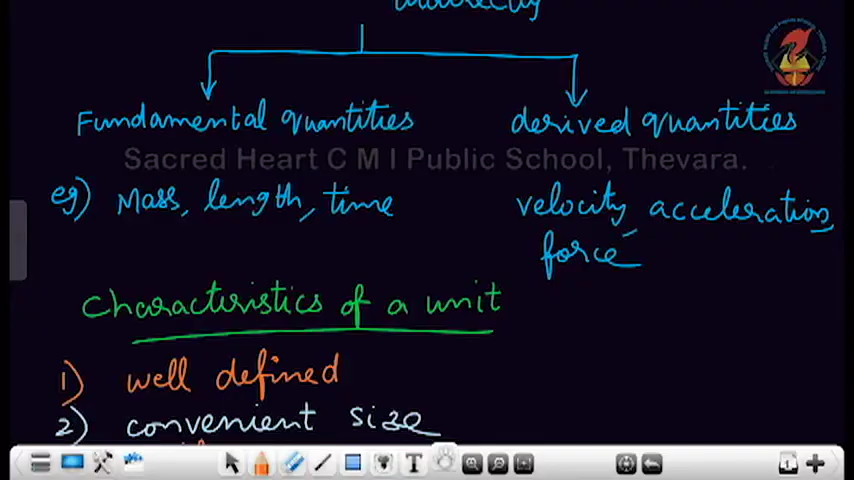 Fundamental quantities derived quantities
Sacred Heart C M I Public School, Thevara.
eg) Mass, length, time velocity, acceleration,
force
Characteristics of a unit
1) well defined
2) convenient size